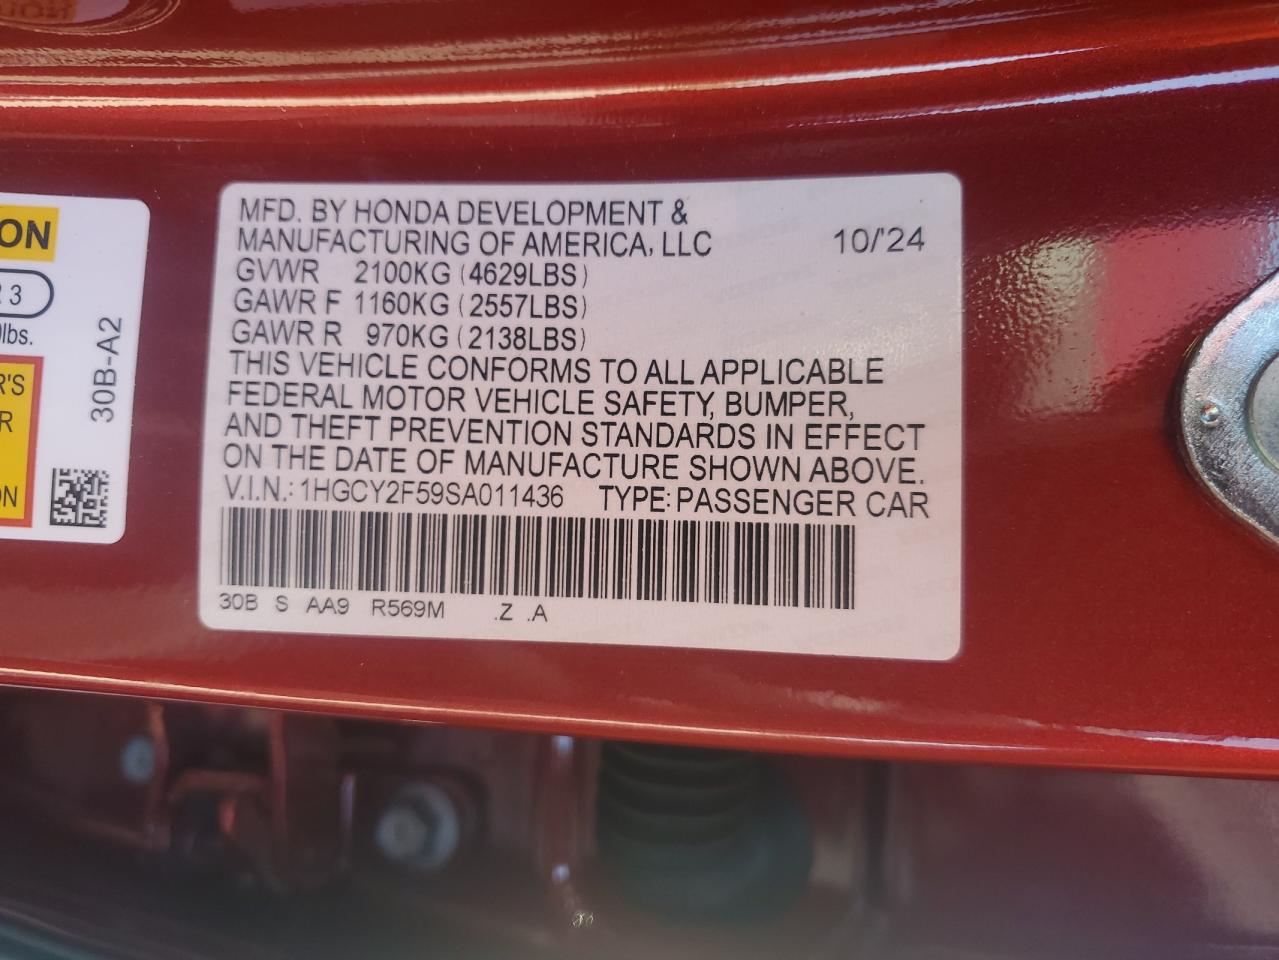 MFD. BY HONDA DEVELOPMENT &
MANUFACTURING OF AMERICA, LLC 10/'24
GVWR 2100KG (4629LBS)
GAWR F 1160KG (2557LBS)
GAWR R 970KG (2138LBS)
THIS VEHICLE CONFORMS TO ALL APPLICABLE
FEDERAL MOTOR VEHICLE SAFETY, BUMPER,
AND THEFT PREVENTION STANDARDS IN EFFECT
ON THE DATE OF MANUFACTURE SHOWN ABOVE.
V.I.N.: 1HGCY2F59SA011436 TYPE: PASSENGER CAR
30B S AA9 R569M .Z .A
ON
3
lbs.
30B-A2
R'S
R
ON